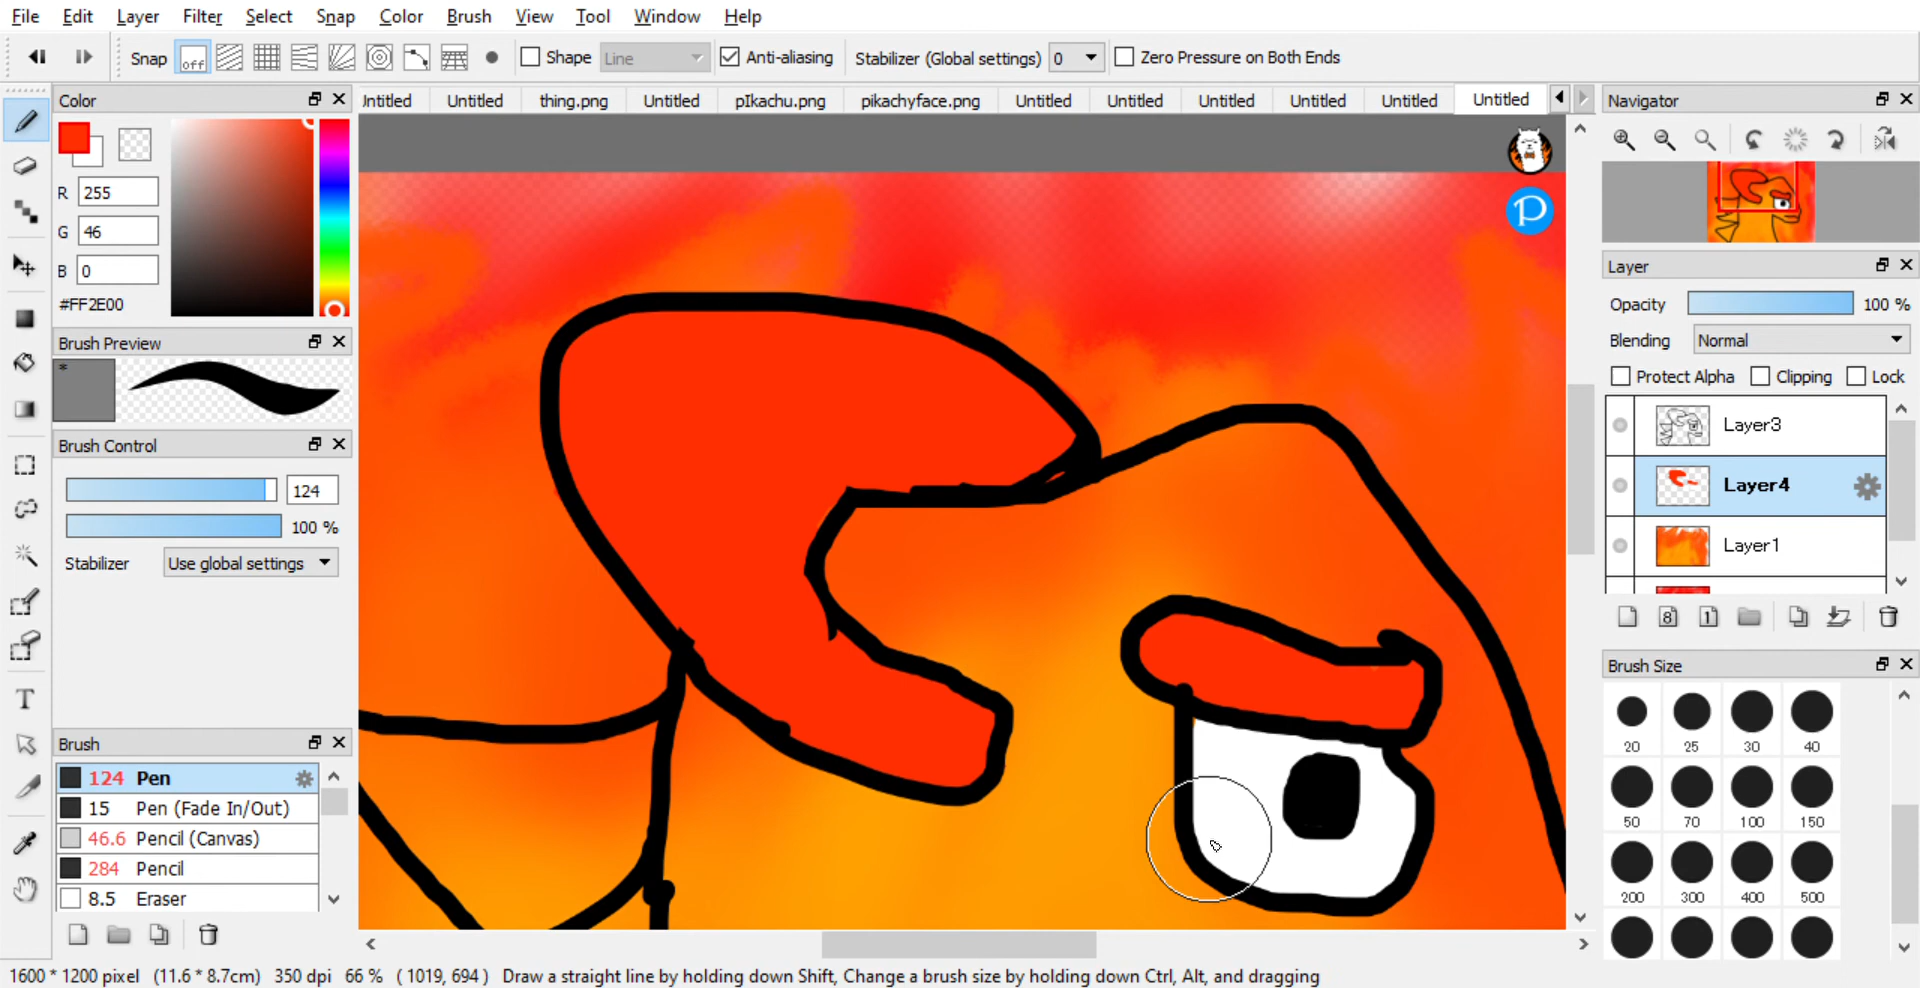 File Edit Layer Filter Select Snap Color Brush View Tool Window Help
Snap off Shape Line Anti-aliasing Stabilizer (Global settings) 0 Zero Pressure on Both Ends
Color
R 255
G 46
B 0
#FF2E00
Brush Preview
*
Brush Control
124
100 %
Stabilizer Use global settings
Brush
124 Pen
15 Pen (Fade In/Out)
46.6 Pencil (Canvas)
284 Pencil
8.5 Eraser
T
Untitled thing.png Untitled pIkachu.png pikachyface.png Untitled Untitled Untitled Untitled Untitled Untitled
P
Navigator
Layer
Opacity 100 %
Blending Normal
Protect Alpha Clipping Lock
Layer3
Layer4
Layer1
8 1
Brush Size
20 25 30 40
50 70 100 150
200 300 400 500
1600 * 1200 pixel (11.6 * 8.7cm) 350 dpi 66 % ( 1019, 694 ) Draw a straight line by holding down Shift, Change a brush size by holding down Ctrl, Alt, and dragging